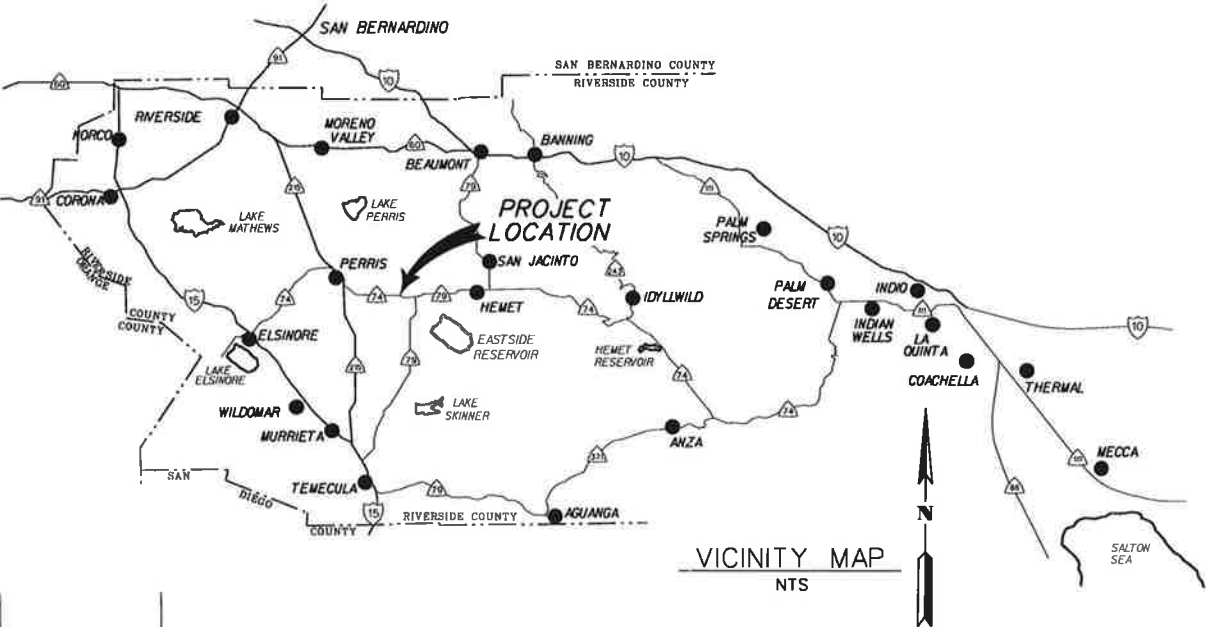 SAN BERNARDINO
91
10
SAN BERNARDINO COUNTY
RIVERSIDE COUNTY
60
RIVERSIDE
NORCO
MORENO
VALLEY
60
BEAUMONT
BANNING
10
79
111
91
CORONA
215
LAKE
MATHEWS
LAKE
PERRIS
PROJECT
LOCATION
PALM
SPRINGS
10
RIVERSIDE
ORANGE
COUNTY
COUNTY
PERRIS
SAN JACINTO
243
IDYLLWILD
PALM
DESERT
INDIO
15
74
74
79
HEMET
74
INDIAN
WELLS
111
LA
QUINTA
10
ELSINORE
EASTSIDE
RESERVOIR
HEMET
RESERVOIR
LAKE
ELSINORE
215
79
74
COACHELLA
THERMAL
WILDOMAR
LAKE
SKINNER
74
MURRIETA
ANZA
371
MECCA
111
SAN
DIEGO
COUNTY
TEMECULA
79
86
15
RIVERSIDE COUNTY
AGUANGA
N
VICINITY MAP
NTS
SALTON
SEA